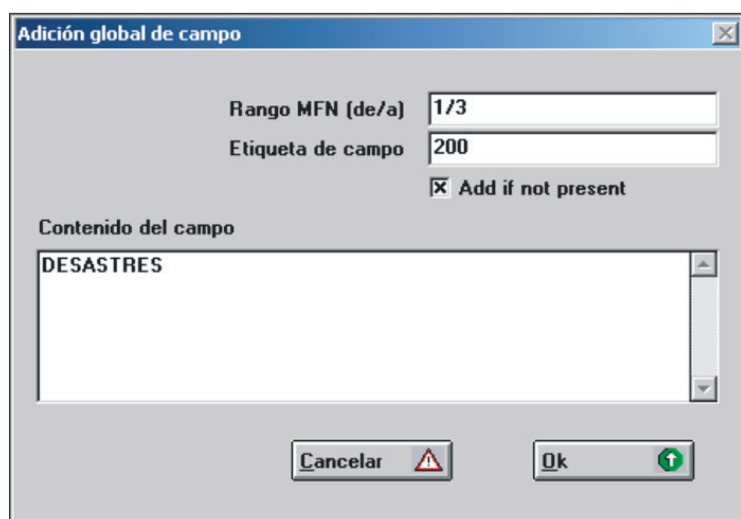 Adición global de campo
Rango MFN (de/a) 1/3
Etiqueta de campo 200
Add if not present
Contenido del campo
DESASTRES
Cancelar Ok